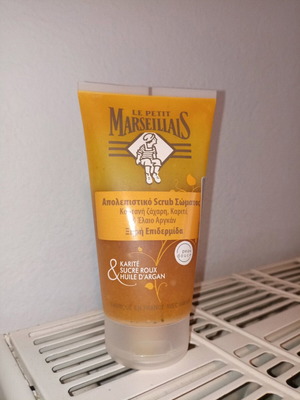 LE PETIT
MARSEILLAIS
Απολεπιστικό Scrub Σώματος
Καστανή ζάχαρη, Καριτέ
Έλαιο Αργκάν
Ξηρή Επιδερμίδα
& KARITÉ
SUCRE ROUX
HUILE D'ARGAN